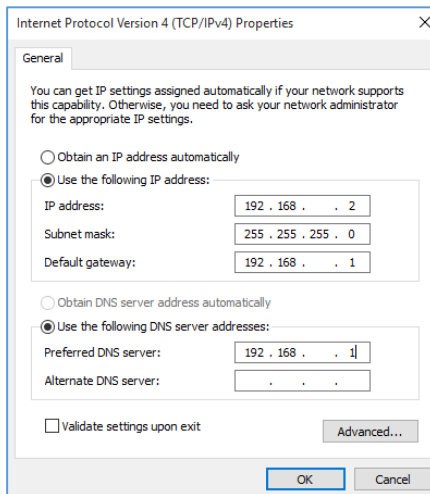 Internet Protocol Version 4 (TCP/IPv4) Properties
General
You can get IP settings assigned automatically if your network supports
this capability. Otherwise, you need to ask your network administrator
for the appropriate IP settings.
Obtain an IP address automatically
Use the following IP address:
IP address: 192 . 168 . . 2
Subnet mask: 255 . 255 . 255 . 0
Default gateway: 192 . 168 . . 1
Obtain DNS server address automatically
Use the following DNS server addresses:
Preferred DNS server: 192 . 168 . . 1
Alternate DNS server: . . .
Validate settings upon exit
Advanced...
OK Cancel